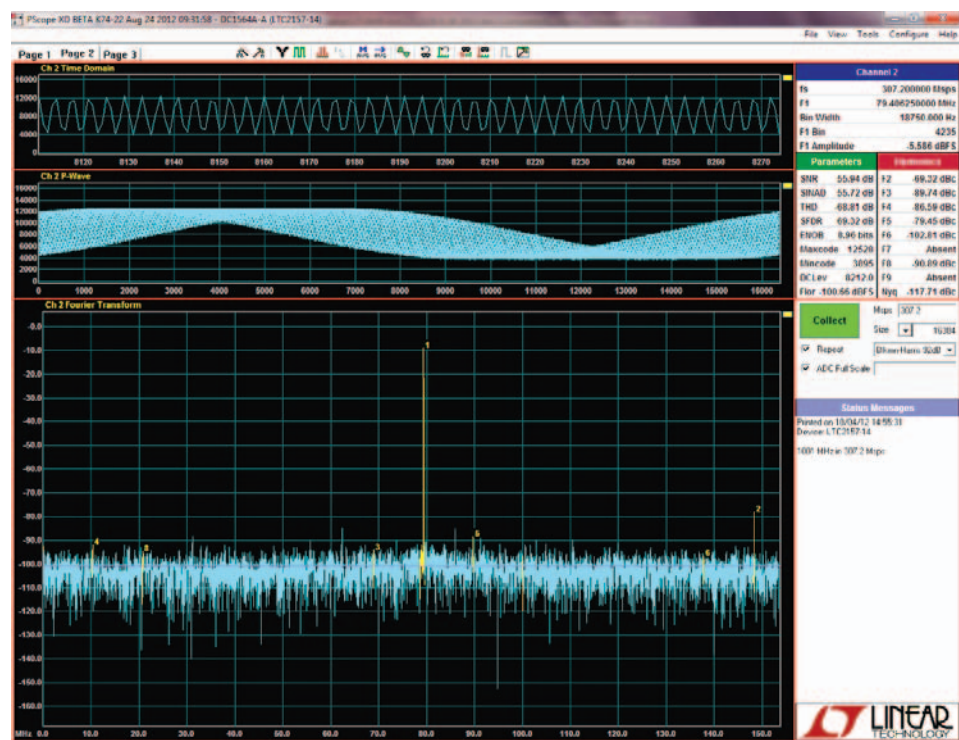 PScope XD BETA K74-22 Aug 24 2012 09:31:58 - DC1564A-A (LTC2157-14)
File View Tools Configure Help
Page 1 Page 2 Page 3
Ch 2 Time Domain
16000
12000
8000
4000
0
8120 8130 8140 8150 8160 8170 8180 8190 8200 8210 8220 8230 8240 8250 8260 8270
Ch 2 P-Wave
16000
14000
12000
10000
8000
6000
4000
2000
0
0 1000 2000 3000 4000 5000 6000 7000 8000 9000 10000 11000 12000 13000 14000 15000 16000
Ch 2 Fourier Transform
-0.0
-10.0
-20.0
-30.0
-40.0
-50.0
-60.0
-70.0
-80.0
-90.0
-100.0
-110.0
-120.0
-130.0
-140.0
-150.0
-160.0
1
2
3
4
5
6
8
MHz 0.0 10.0 20.0 30.0 40.0 50.0 60.0 70.0 80.0 90.0 100.0 110.0 120.0 130.0 140.0 150.0
Channel 2
fs 307.200000 Msps
F1 79.406250000 MHz
Bin Width 18750.000 Hz
F1 Bin 4235
F1 Amplitude -5.586 dBFS
Parameters
SNR 55.94 dB F2 -69.32 dBc
SINAD 55.72 dB F3 -89.74 dBc
THD -68.81 dB F4 -86.59 dBc
SFDR 69.32 dB F5 -79.45 dBc
ENOB 8.96 bits F6 -102.81 dBc
Maxcode 12520 F7 Absent
Mincode 3895 F8 -90.89 dBc
DC Lev 8212.0 F9 Absent
Flor -100.66 dBFS Nyq -117.71 dBc
Collect
Msps 307.2
Size 16384
Repeat
ADC Full Scale
Status Messages
Printed on 10/04/12 14:55:31
Device: LTC2157-14
1001 MHz in 307.2 Msps
LINEAR
TECHNOLOGY